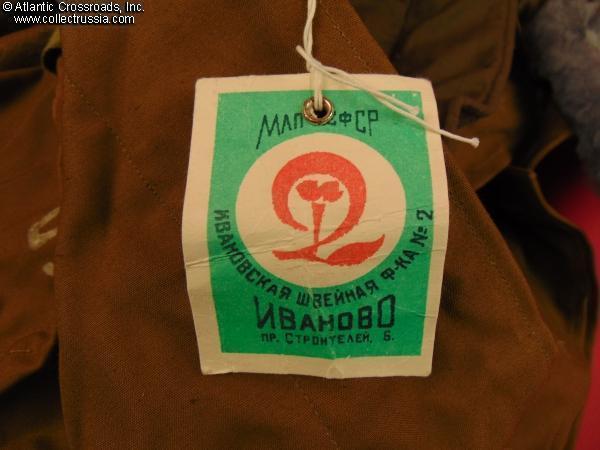 © Atlantic Crossroads, Inc.
www.collectrussia.com
МЛП РСФСР
ИВАНОВСКАЯ ШВЕЙНАЯ Ф-КА № 2
ИВАНОВО
ПР. СТРОИТЕЛЕЙ, 6.